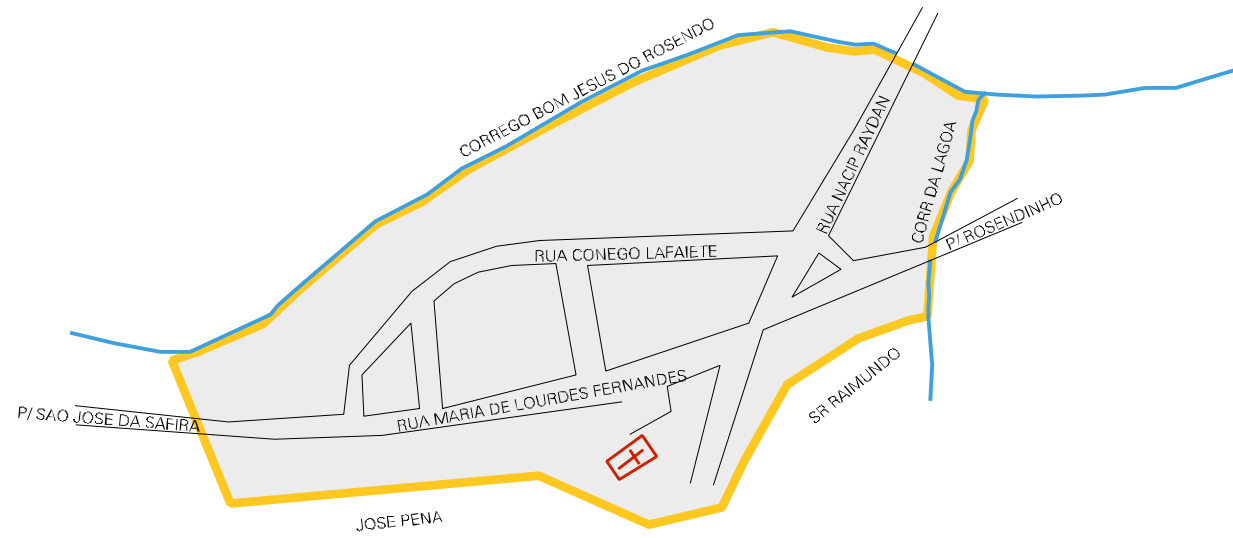 CORREGO BOM JESUS DO ROSENDO
RUA NACIP RAYDAN
CORR DA LAGOA
P/ ROSENDINHO
RUA CONEGO LAFAIETE
SR RAIMUNDO
RUA MARIA DE LOURDES FERNANDES
P/ SAO JOSE DA SAFIRA
JOSE PENA